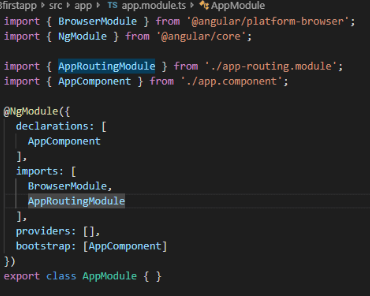 firstapp > src > app > TS app.module.ts > AppModule
import { BrowserModule } from '@angular/platform-browser';
import { NgModule } from '@angular/core';
import { AppRoutingModule } from './app-routing.module';
import { AppComponent } from './app.component';
@NgModule({
declarations: [
AppComponent
],
imports: [
BrowserModule,
AppRoutingModule
],
providers: [],
bootstrap: [AppComponent]
})
export class AppModule { }